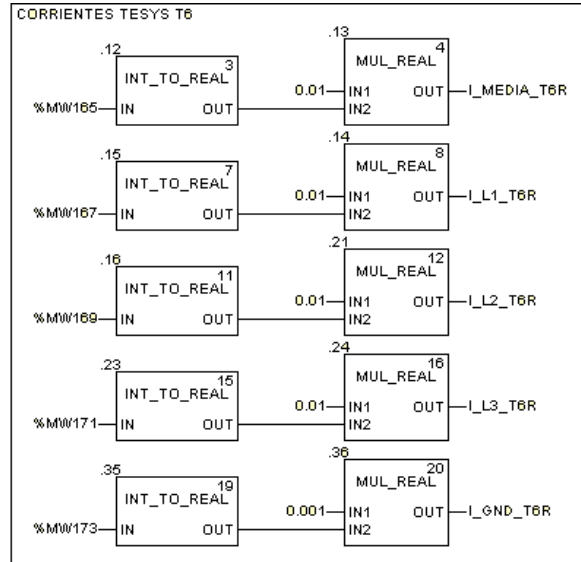 CORRIENTES TESYS T6
.12 3 .13 4
INT_TO_REAL MUL_REAL
0.01 IN1 OUT I_MEDIA_T6R
%MW165 IN OUT IN2
.15 7 .14 8
INT_TO_REAL MUL_REAL
0.01 IN1 OUT I_L1_T6R
%MW167 IN OUT IN2
.16 11 .21 12
INT_TO_REAL MUL_REAL
0.01 IN1 OUT I_L2_T6R
%MW169 IN OUT IN2
.23 15 .24 16
INT_TO_REAL MUL_REAL
0.01 IN1 OUT I_L3_T6R
%MW171 IN OUT IN2
.35 19 .36 20
INT_TO_REAL MUL_REAL
0.001 IN1 OUT I_GND_T6R
%MW173 IN OUT IN2